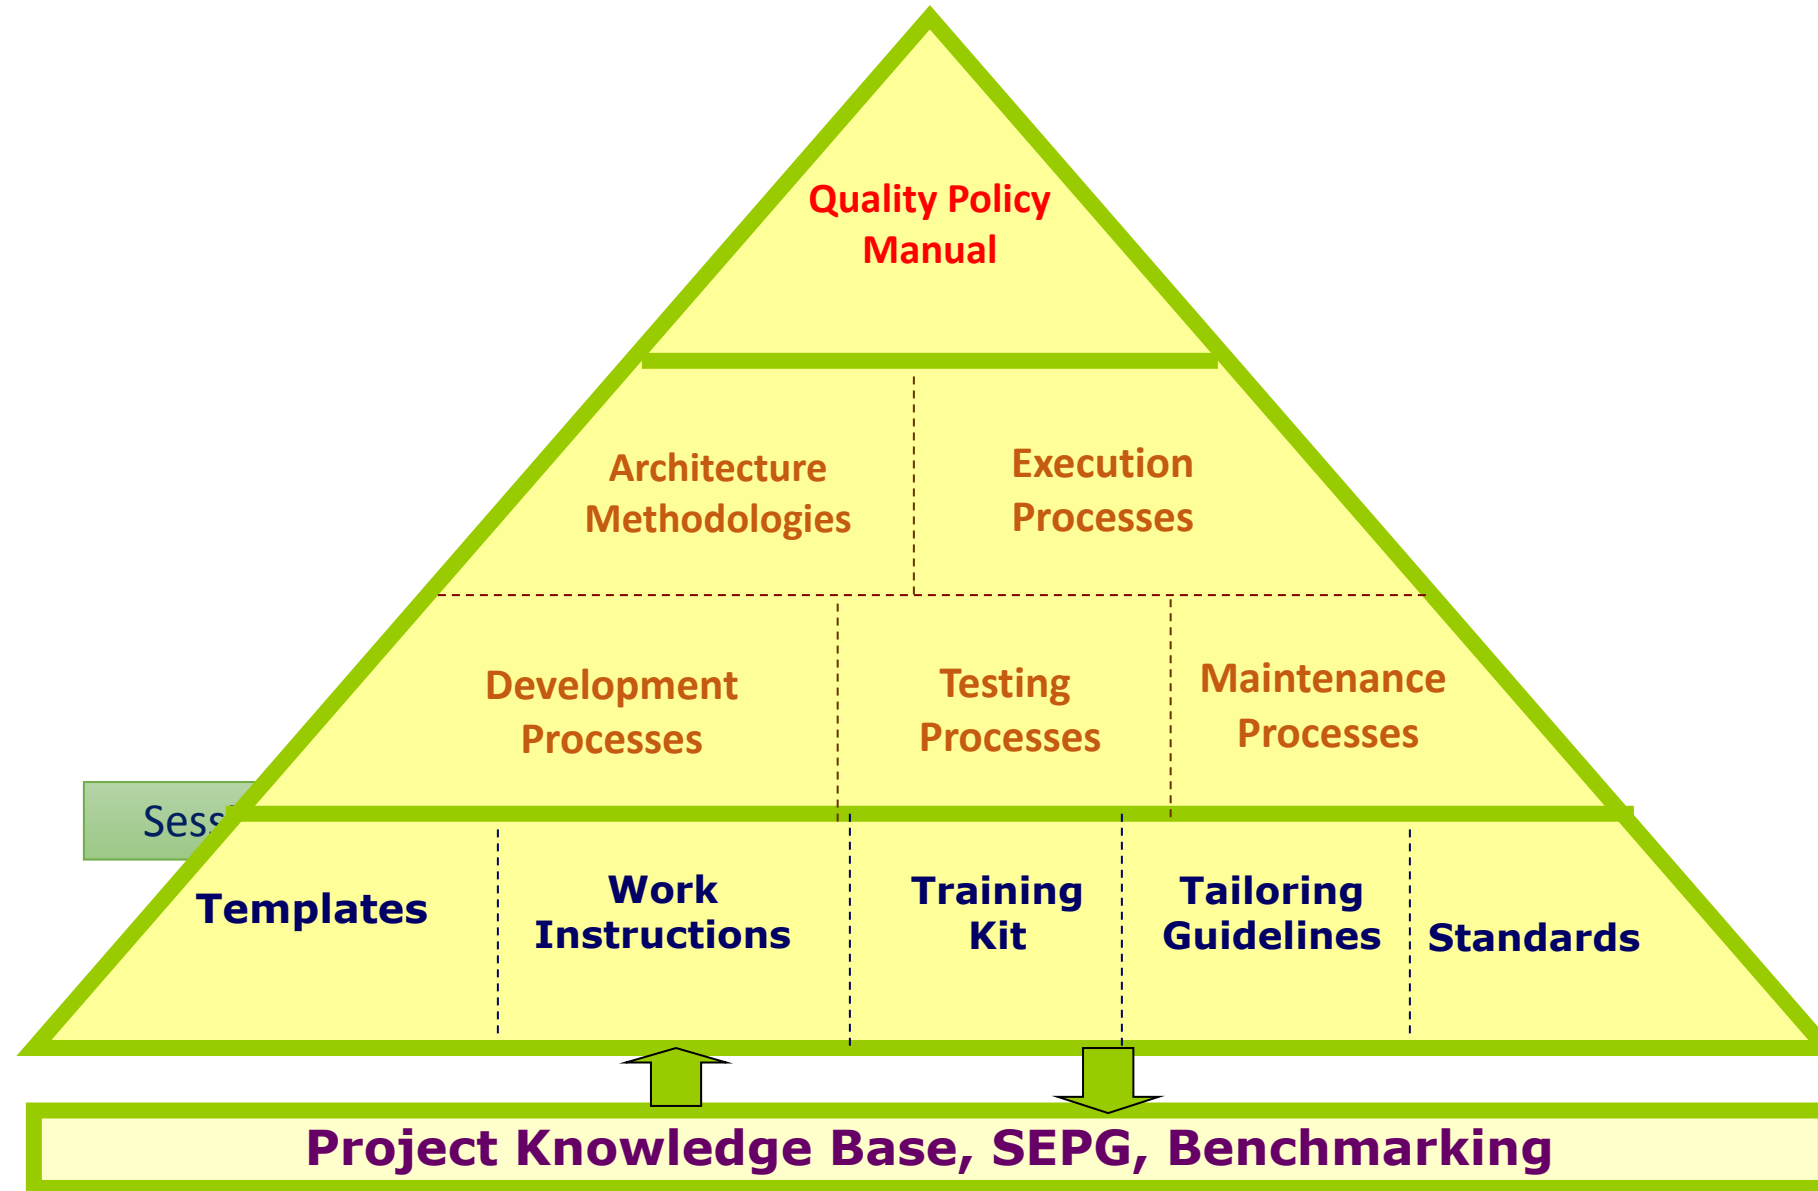 Quality Policy
Manual
Architecture
Methodologies
Execution
Processes
Development
Processes
Testing
Processes
Maintenance
Processes
Templates
Work
Instructions
Training
Kit
Tailoring
Guidelines
Standards
Project Knowledge Base, SEPG, Benchmarking